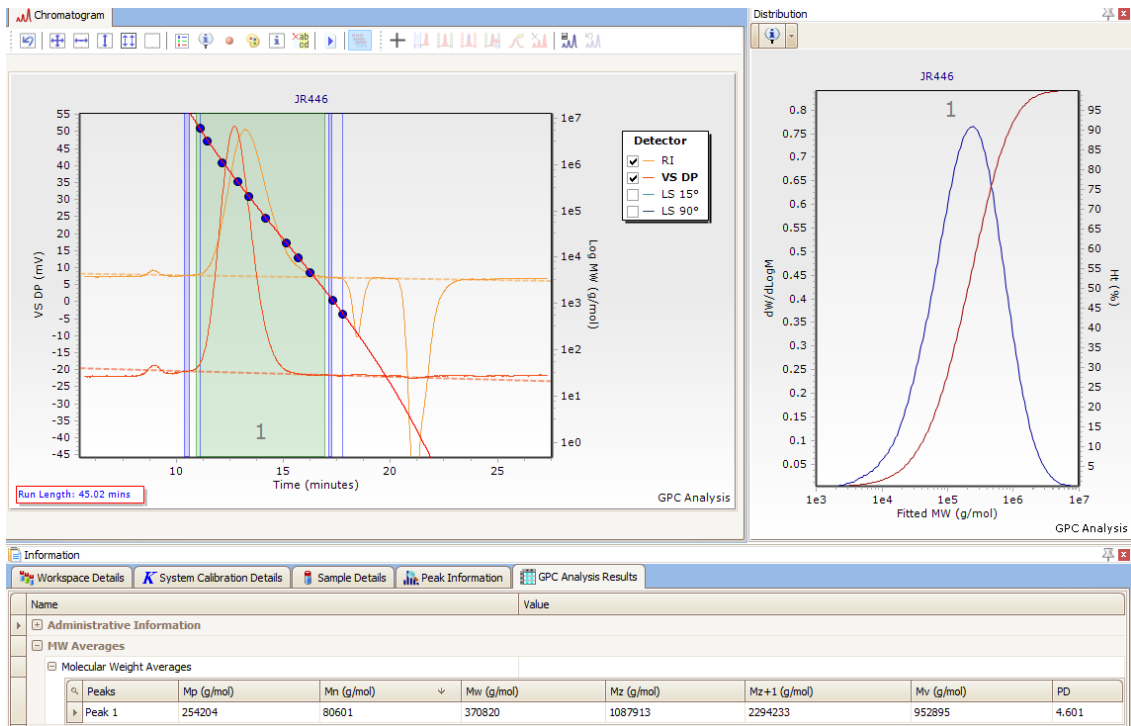 Chromatogram
Distribution
JR446
55
50
45
40
35
30
25
20
15
10
5
0
-5
-10
-15
-20
-25
-30
-35
-40
-45
VS DP (mV)
1e7
1e6
1e5
1e4
1e3
1e2
1e1
1e0
Log MW (g/mol)
1
10
15
20
25
Time (minutes)
Run Length: 45.02 mins
GPC Analysis
Detector
RI
VS DP
LS 15°
LS 90°
JR446
1
0.8
0.75
0.7
0.65
0.6
0.55
0.5
0.45
0.4
0.35
0.3
0.25
0.2
0.15
0.1
0.05
dW/dLogM
95
90
85
80
75
70
65
60
55
50
45
40
35
30
25
20
15
10
5
Ht (%)
1e3
1e4
1e5
1e6
1e7
Fitted MW (g/mol)
GPC Analysis
Information
Workspace Details
K System Calibration Details
Sample Details
Peak Information
GPC Analysis Results
Name Value
Administrative Information
MW Averages
Molecular Weight Averages
Peaks Mp (g/mol) Mn (g/mol) Mw (g/mol) Mz (g/mol) Mz+1 (g/mol) Mv (g/mol) PD
Peak 1 254204 80601 370820 1087913 2294233 952895 4.601